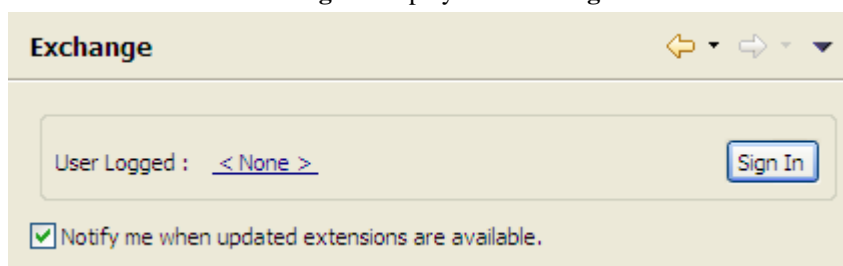 Exchange
User Logged : < None >
Sign In
Notify me when updated extensions are available.